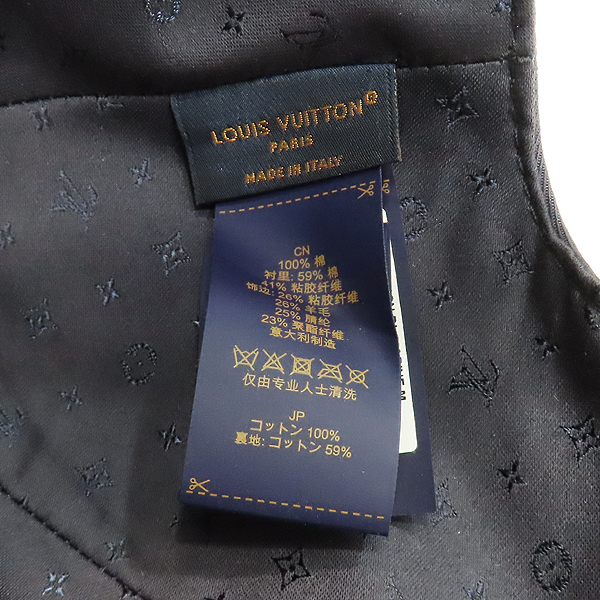 LOUIS VUITTON
PARIS
MADE IN ITALY
CN
100% 棉
衬里: 59% 棉
41% 粘胶纤维
饰边: 26% 粘胶纤维
26% 羊毛
25% 腈纶
23% 聚酯纤维
意大利制造
仅由专业人士清洗
JP
コットン 100%
裏地: コットン 59%